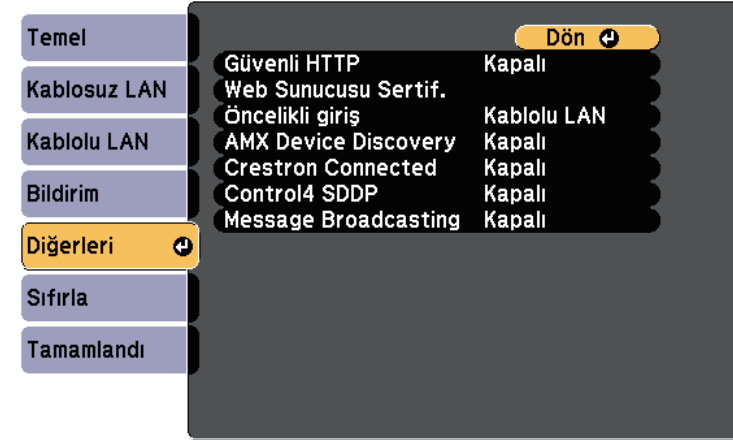 Temel
Kablosuz LAN
Kablolu LAN
Bildirim
Diğerleri
Sıfırla
Tamamlandı
Dön
Güvenli HTTP Kapalı
Web Sunucusu Sertif.
Öncelikli giriş Kablolu LAN
AMX Device Discovery Kapalı
Crestron Connected Kapalı
Control4 SDDP Kapalı
Message Broadcasting Kapalı